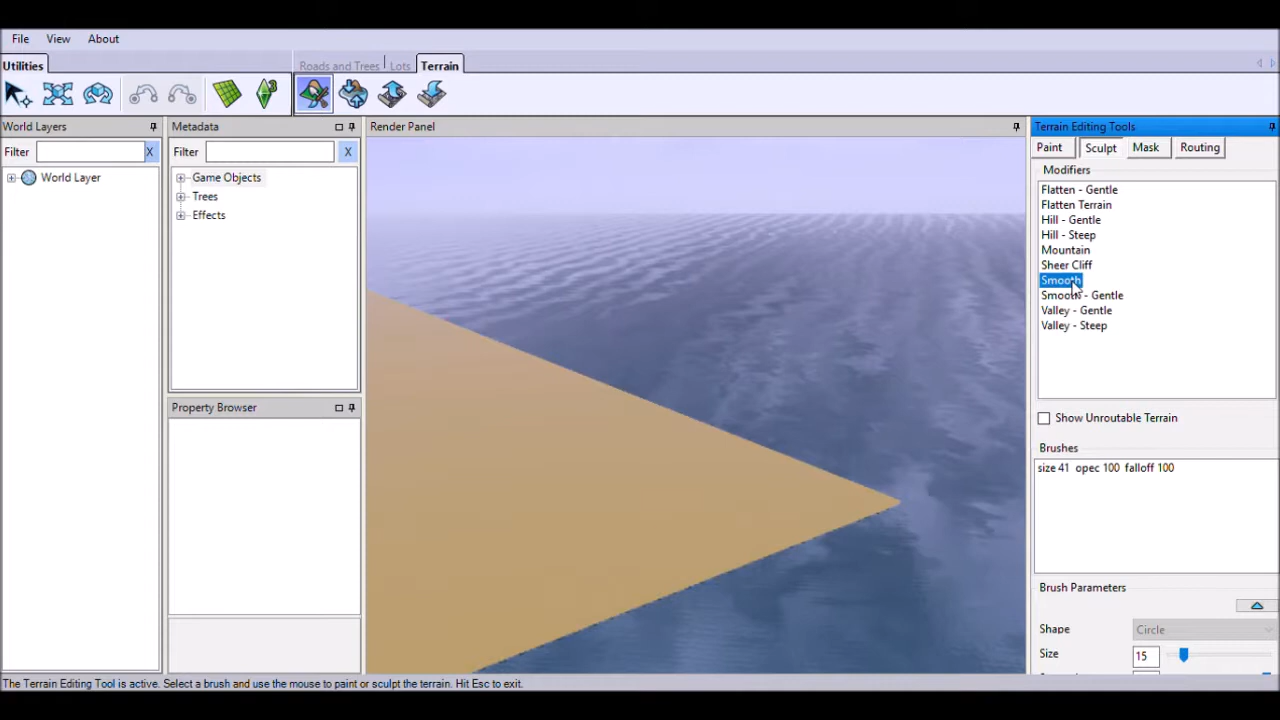 File View About
Utilities
Roads and Trees Lots Terrain
World Layers
Filter X
World Layer
Metadata
Filter X
Game Objects
Trees
Effects
Property Browser
Render Panel
Terrain Editing Tools
Paint Sculpt Mask Routing
Modifiers
Flatten - Gentle
Flatten Terrain
Hill - Gentle
Hill - Steep
Mountain
Sheer Cliff
Smooth
Smooth - Gentle
Valley - Gentle
Valley - Steep
Show Unroutable Terrain
Brushes
size 41 opec 100 falloff 100
Brush Parameters
Shape Circle
Size 15
The Terrain Editing Tool is active. Select a brush and use the mouse to paint or sculpt the terrain. Hit Esc to exit.